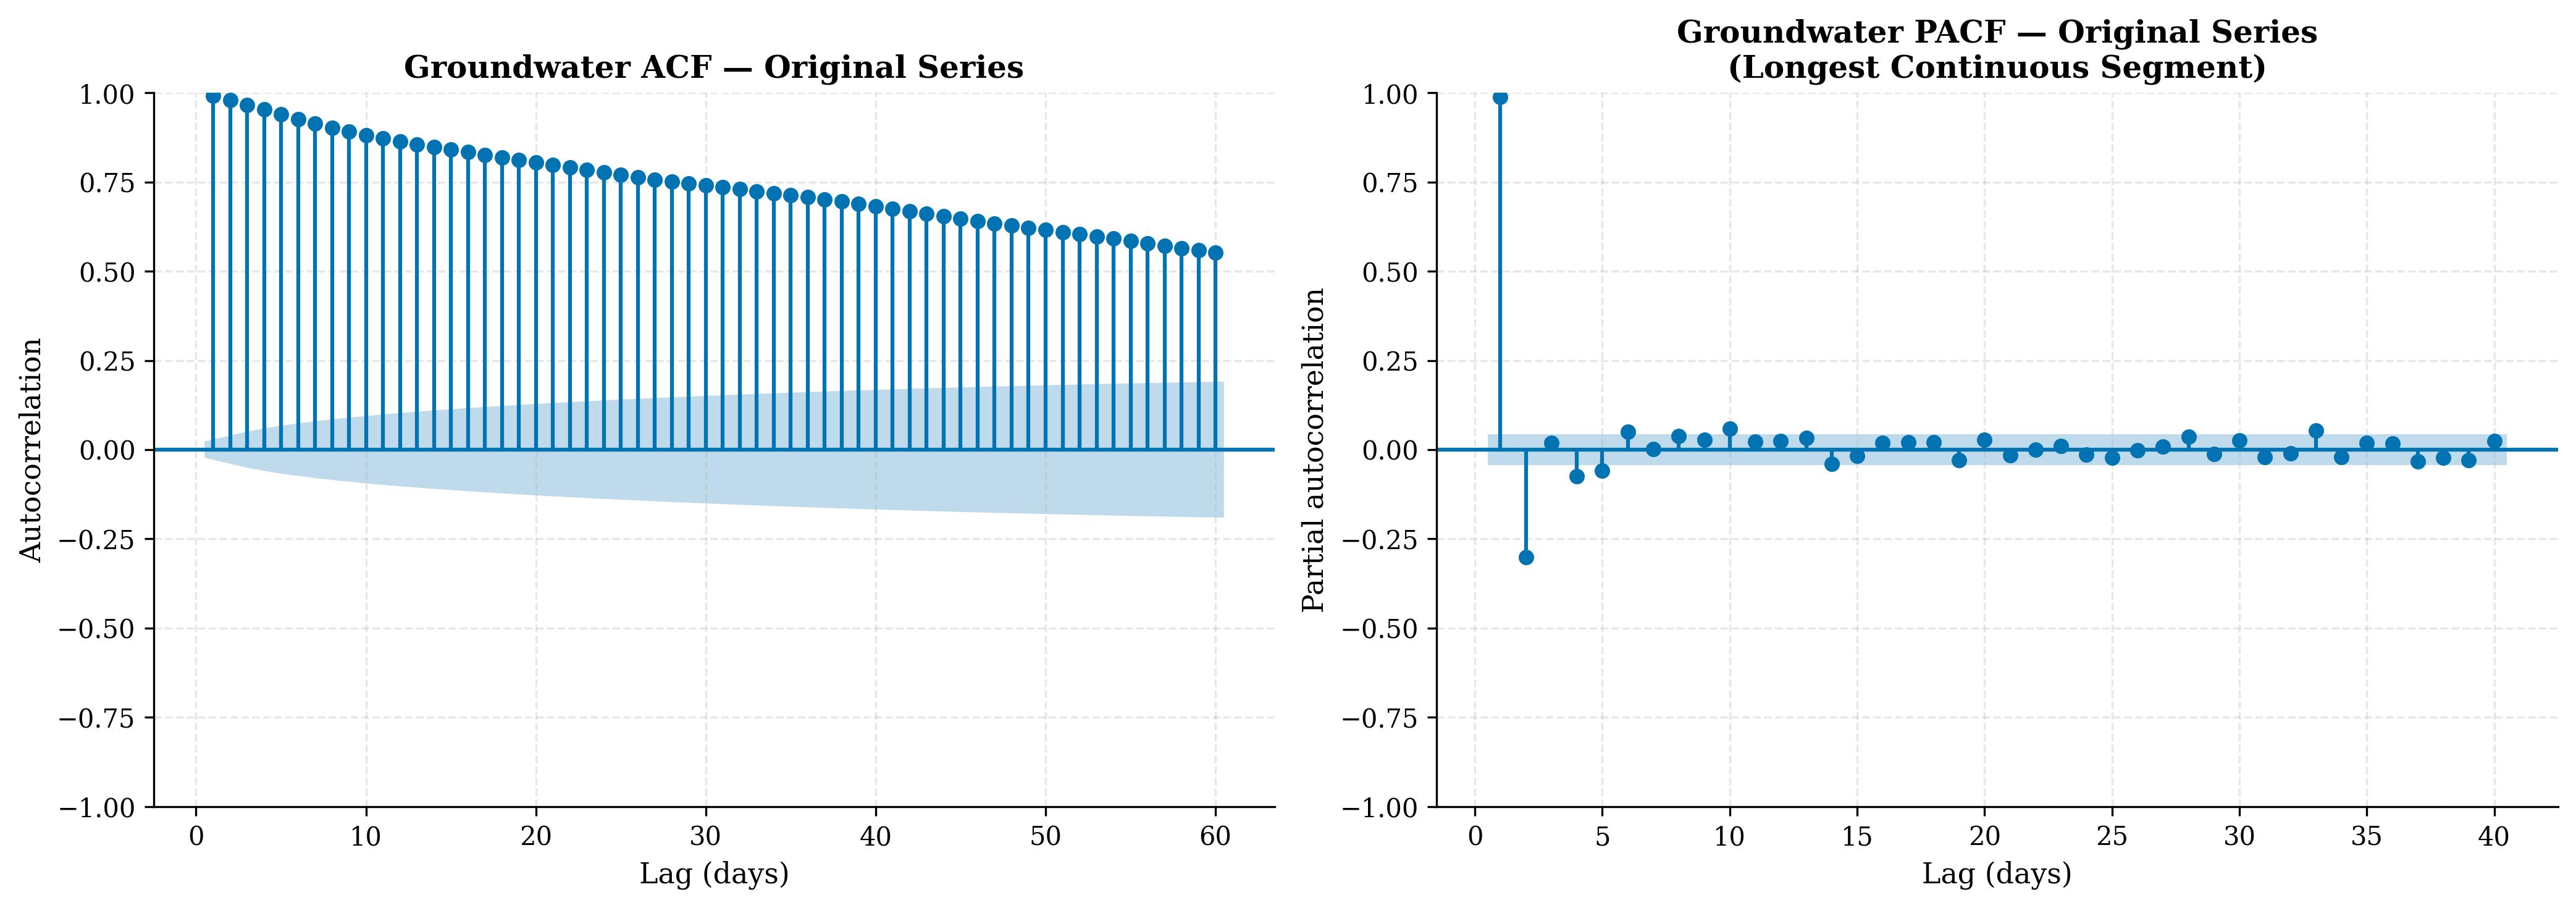 Groundwater ACF — Original Series
1.00
0.75
0.50
0.25
0.00
−0.25
−0.50
−0.75
−1.00
Autocorrelation
0 10 20 30 40 50 60
Lag (days)
Groundwater PACF — Original Series
(Longest Continuous Segment)
1.00
0.75
0.50
0.25
0.00
−0.25
−0.50
−0.75
−1.00
Partial autocorrelation
0 5 10 15 20 25 30 35 40
Lag (days)